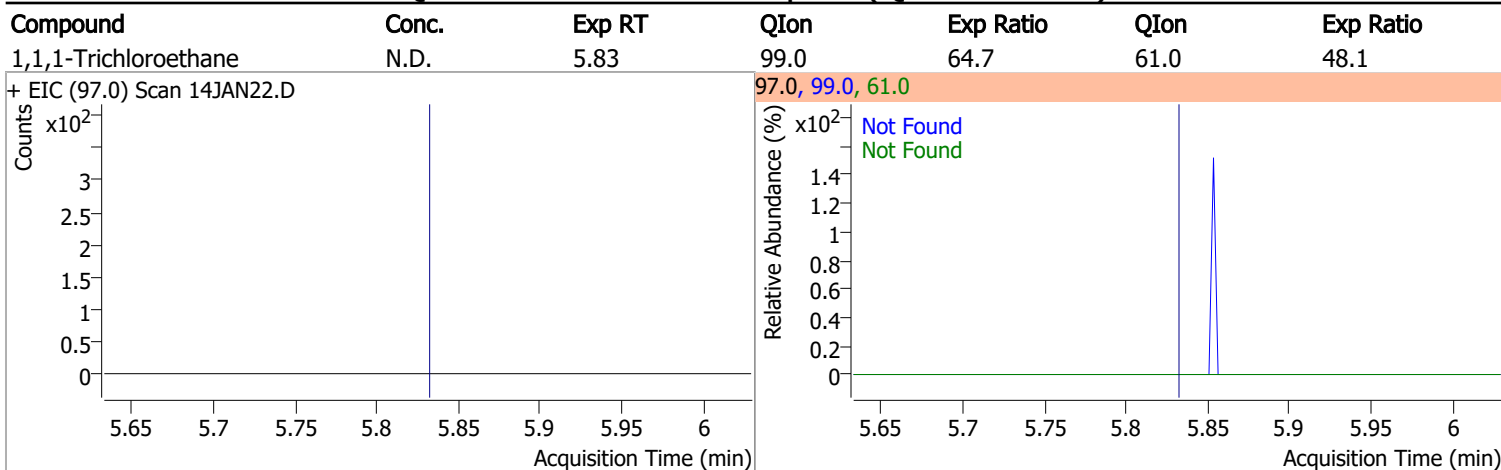 Compound Conc. Exp RT QIon Exp Ratio QIon Exp Ratio
1,1,1-Trichloroethane N.D. 5.83 99.0 64.7 61.0 48.1
+ EIC (97.0) Scan 14JAN22.D
Counts
x10²
3
2.5
2
1.5
1
0.5
0
5.65 5.7 5.75 5.8 5.85 5.9 5.95 6
Acquisition Time (min)
97.0, 99.0, 61.0
Relative Abundance (%)
x10²
Not Found
Not Found
1.4
1.2
1
0.8
0.6
0.4
0.2
0
5.65 5.7 5.75 5.8 5.85 5.9 5.95 6
Acquisition Time (min)